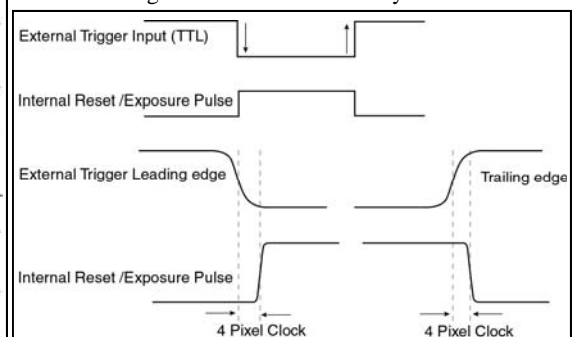 External Trigger Input (TTL)
Internal Reset /Exposure Pulse
External Trigger Leading edge
Trailing edge
Internal Reset /Exposure Pulse
4 Pixel Clock
4 Pixel Clock